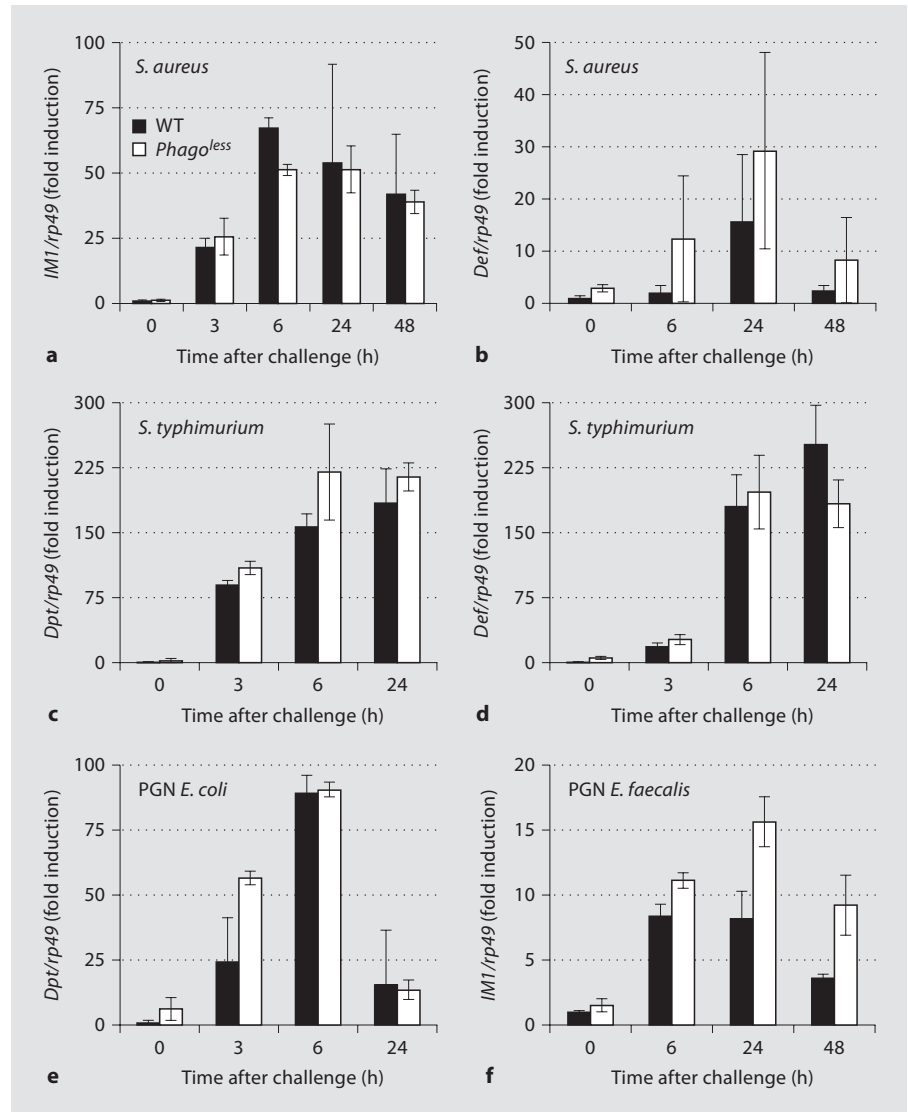 100
75
50
25
0
IM1/rp49 (fold induction)
S. aureus
WT
Phago^less
0 3 6 24 48
a Time after challenge (h)
50
40
30
20
10
0
Def/rp49 (fold induction)
S. aureus
0 6 24 48
b Time after challenge (h)
300
225
150
75
0
Dpt/rp49 (fold induction)
S. typhimurium
0 3 6 24
c Time after challenge (h)
300
225
150
75
0
Def/rp49 (fold induction)
S. typhimurium
0 3 6 24
d Time after challenge (h)
100
75
50
25
0
Dpt/rp49 (fold induction)
PGN E. coli
0 3 6 24
e Time after challenge (h)
20
15
10
5
0
IM1/rp49 (fold induction)
PGN E. faecalis
0 6 24 48
f Time after challenge (h)